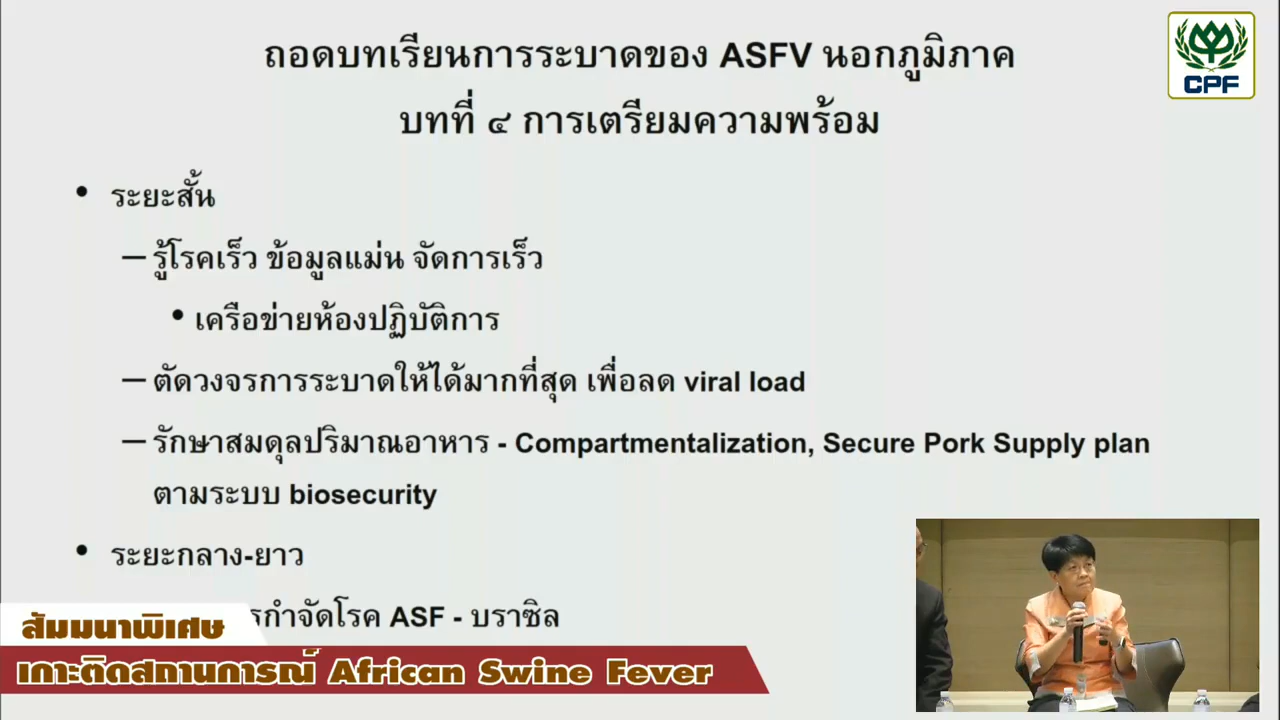 ถอดบทเรียนการระบาดของ ASFV นอกภูมิภาค
บทที่ ๔ การเตรียมความพร้อม
CPF
• ระยะสั้น
– รู้โรคเร็ว ข้อมูลแม่น จัดการเร็ว
• เครือข่ายห้องปฏิบัติการ
– ตัดวงจรการระบาดให้ได้มากที่สุด เพื่อลด viral load
– รักษาสมดุลปริมาณอาหาร - Compartmentalization, Secure Pork Supply plan
ตามระบบ biosecurity
• ระยะกลาง-ยาว
กำจัดโรค ASF - บราซิล
สัมมนาพิเศษ
เกาะติดสถานการณ์ African Swine Fever